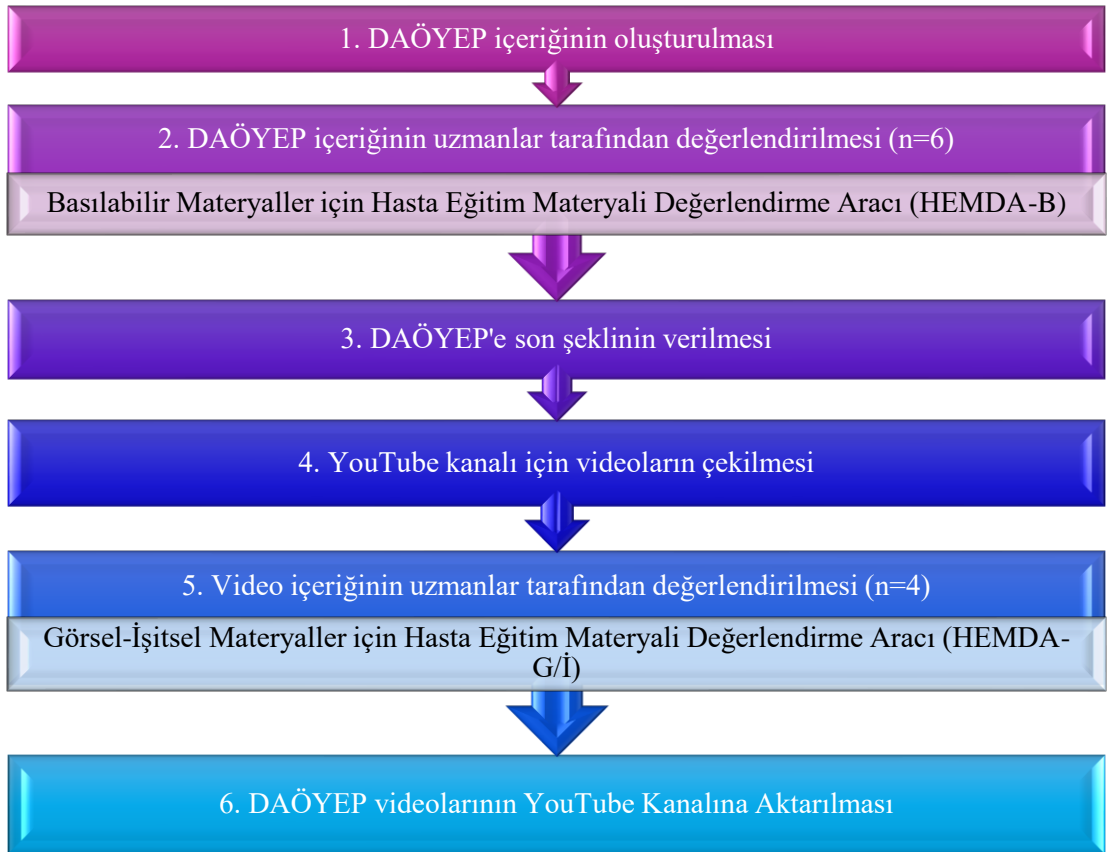 1. DAÖYEP içeriğinin oluşturulması
2. DAÖYEP içeriğinin uzmanlar tarafından değerlendirilmesi (n=6)
Basılabilir Materyaller için Hasta Eğitim Materyali Değerlendirme Aracı (HEMDA-B)
3. DAÖYEP'e son şeklinin verilmesi
4. YouTube kanalı için videoların çekilmesi
5. Video içeriğinin uzmanlar tarafından değerlendirilmesi (n=4)
Görsel-İşitsel Materyaller için Hasta Eğitim Materyali Değerlendirme Aracı (HEMDA-
G/İ)
6. DAÖYEP videolarının YouTube Kanalına Aktarılması